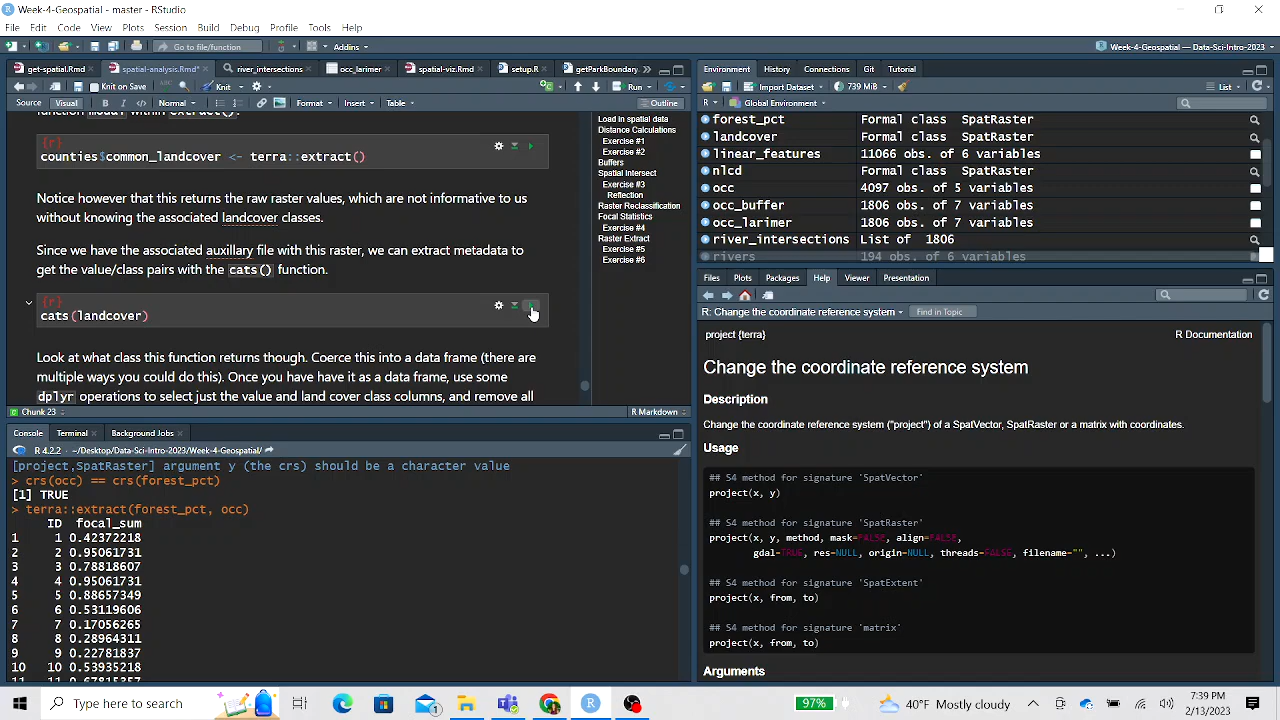 Week-4-Geospatial - master - RStudio
File Edit Code View Plots Session Build Debug Profile Tools Help
Go to file/function Addins Week-4-Geospatial — Data-Sci-Intro-2023
get-spatial.Rmd spatial-analysis.Rmd* river_intersections occ_larimer spatial-viz.Rmd setup.R getParkBoundary
Knit on Save Knit Run
Source Visual B I Normal Format Insert Table Outline
function modal within extract().
{r}
counties$common_landcover <- terra::extract()
Notice however that this returns the raw raster values, which are not informative to us
without knowing the associated landcover classes.
Since we have the associated auxillary file with this raster, we can extract metadata to
get the value/class pairs with the cats() function.
{r}
cats(landcover)
Look at what class this function returns though. Coerce this into a data frame (there are
multiple ways you could do this). Once you have have it as a data frame, use some
dplyr operations to select just the value and land cover class columns, and remove all
Chunk 23 R Markdown
Load in spatial data
Distance Calculations
Exercise #1
Exercise #2
Buffers
Spatial Intersect
Exercise #3
Reflection
Raster Reclassification
Focal Statistics
Exercise #4
Raster Extract
Exercise #5
Exercise #6
Console Terminal Background Jobs
R 4.2.2 · ~/Desktop/Data-Sci-Intro-2023/Week-4-Geospatial/
[project,SpatRaster] argument y (the crs) should be a character value
> crs(occ) == crs(forest_pct)
[1] TRUE
> terra::extract(forest_pct, occ)
ID focal_sum
1 1 0.42372218
2 2 0.95061731
3 3 0.78818607
4 4 0.95061731
5 5 0.88657349
6 6 0.53119606
7 7 0.17056265
8 8 0.28964311
9 9 0.22781837
10 10 0.53935218
11 11 0.67815357
Environment History Connections Git Tutorial
Import Dataset 739 MiB List
R Global Environment
forest_pct Formal class SpatRaster
landcover Formal class SpatRaster
linear_features 11066 obs. of 6 variables
nlcd Formal class SpatRaster
occ 4097 obs. of 5 variables
occ_buffer 1806 obs. of 7 variables
occ_larimer 1806 obs. of 7 variables
river_intersections List of 1806
rivers 194 obs. of 6 variables
Files Plots Packages Help Viewer Presentation
R: Change the coordinate reference system Find in Topic
project {terra} R Documentation
Change the coordinate reference system
Description
Change the coordinate reference system ("project") of a SpatVector, SpatRaster or a matrix with coordinates.
Usage
## S4 method for signature 'SpatVector'
project(x, y)
## S4 method for signature 'SpatRaster'
project(x, y, method, mask=FALSE, align=FALSE,
gdal=TRUE, res=NULL, origin=NULL, threads=FALSE, filename="", ...)
## S4 method for signature 'SpatExtent'
project(x, from, to)
## S4 method for signature 'matrix'
project(x, from, to)
Arguments
Type here to search 97% 40°F Mostly cloudy 7:39 PM
2/13/2023